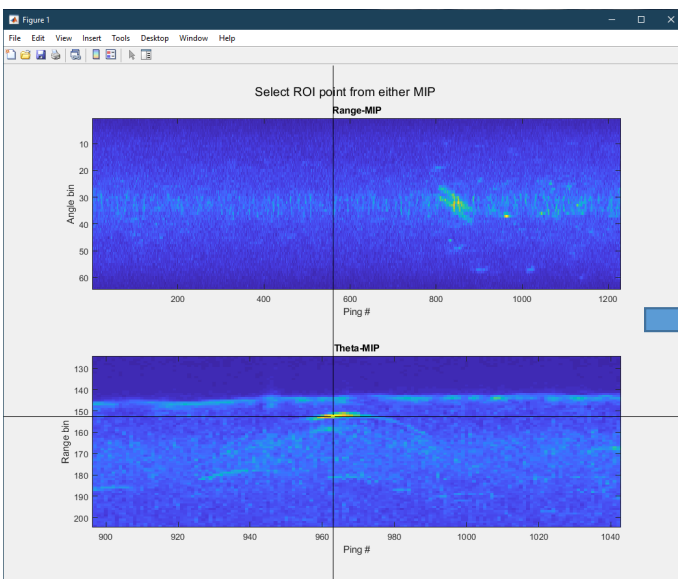 Figure 1
File Edit View Insert Tools Desktop Window Help
Select ROI point from either MIP
Range-MIP
10
20
30
40
50
60
Angle bin
200 400 600 800 1000 1200
Ping #
Theta-MIP
130
140
150
160
170
180
190
200
Range bin
900 920 940 960 980 1000 1020 1040
Ping #